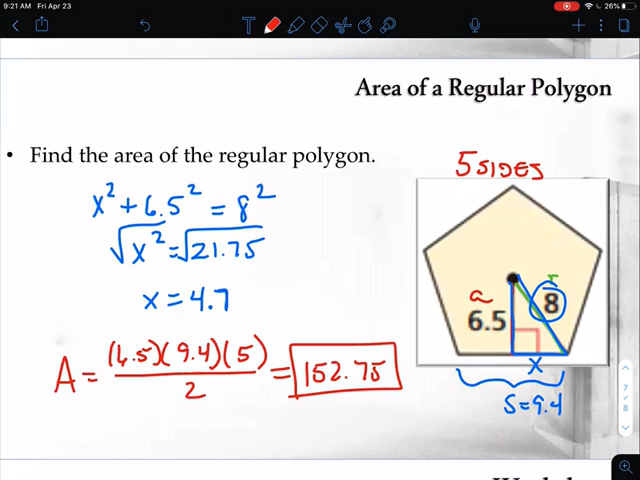 9:21 AM Fri Apr 23
26%
T
Area of a Regular Polygon
• Find the area of the regular polygon.
5 SIDES
x² + 6.5² = 8²
√x² = √21.75
x = 4.7
a
r
6.5
8
x
S = 9.4
A = (6.5)(9.4)(5) / 2 = 152.75
7
/
8